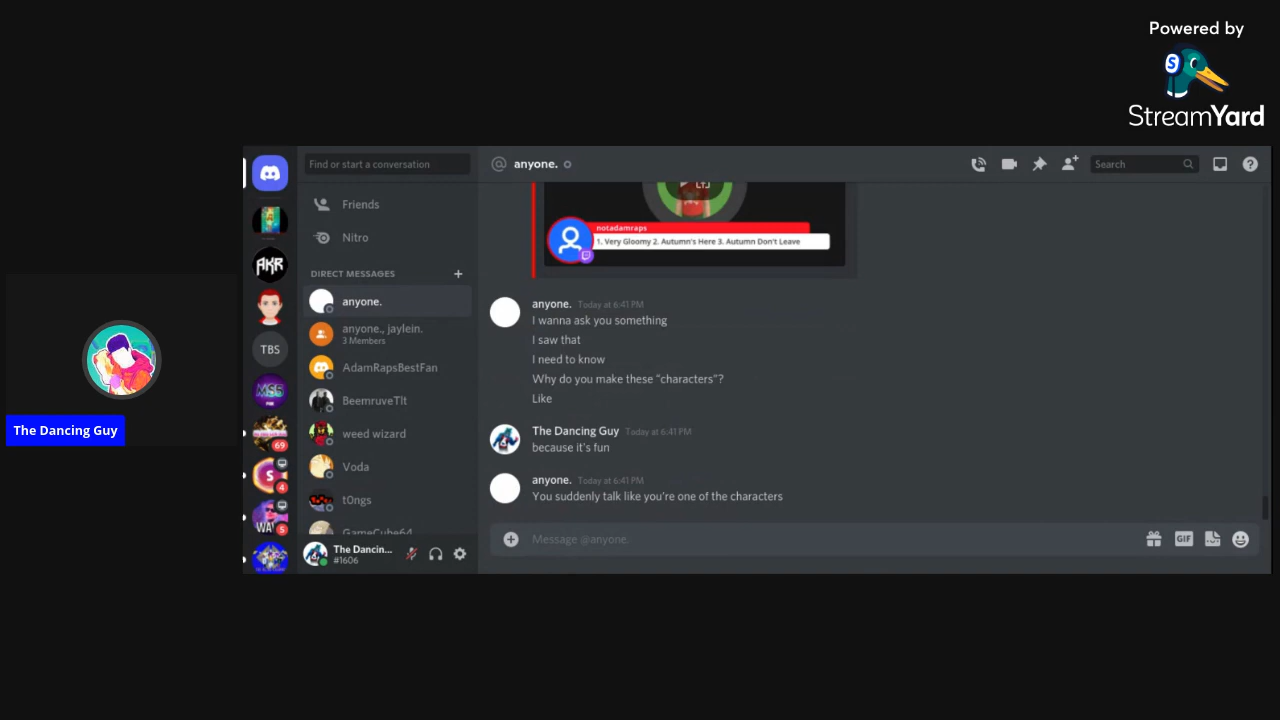 Powered by
S
StreamYard
The Dancing Guy
Find or start a conversation
Friends
Nitro
DIRECT MESSAGES
anyone.
anyone., jaylein.
3 Members
AdamRapsBestFan
BeemruveTlt
weed wizard
Voda
t0ngs
GameCube64
The Dancin...
#1606
AKR
TBS
MSS
69
S
4
WA
S
anyone.
Search
notadamraps
1. Very Gloomy 2. Autumn's Here 3. Autumn Don't Leave
anyone. Today at 6:41 PM
I wanna ask you something
I saw that
I need to know
Why do you make these “characters”?
Like
The Dancing Guy Today at 6:41 PM
because it's fun
anyone. Today at 6:41 PM
You suddenly talk like you're one of the characters
Message @anyone.
GIF